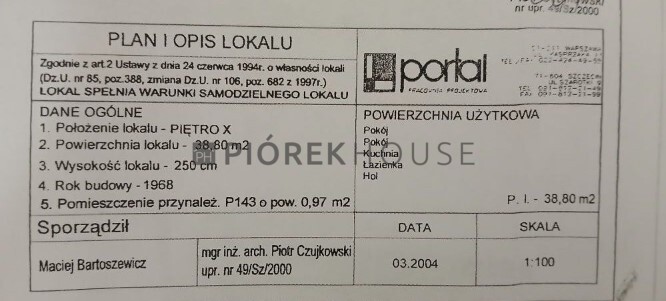 nr upr. 49/Sz/2000
PLAN I OPIS LOKALU
Zgodnie z art.2 Ustawy z dnia 24 czerwca 1994r. o własności lokali
(Dz.U. nr 85, poz.388, zmiana Dz.U. nr 106, poz. 682 z 1997r.)
LOKAL SPEŁNIA WARUNKI SAMODZIELNEGO LOKALU
portal
PRACOWNIA PROJEKTOWA
DANE OGÓLNE
1. Położenie lokalu - PIĘTRO X
2. Powierzchnia lokalu - 38,80 m2
3. Wysokość lokalu - 250 cm
4. Rok budowy - 1968
5. Pomieszczenie przynależ. P143 o pow. 0,97 m2
POWIERZCHNIA UŻYTKOWA
Pokój
Pokój
Kuchnia
Łazienka
Hol
P. I. - 38,80 m2
PH PIÓREK HOUSE
Sporządził
DATA
SKALA
Maciej Bartoszewicz
mgr inż. arch. Piotr Czujkowski
upr. nr 49/Sz/2000
03.2004
1:100